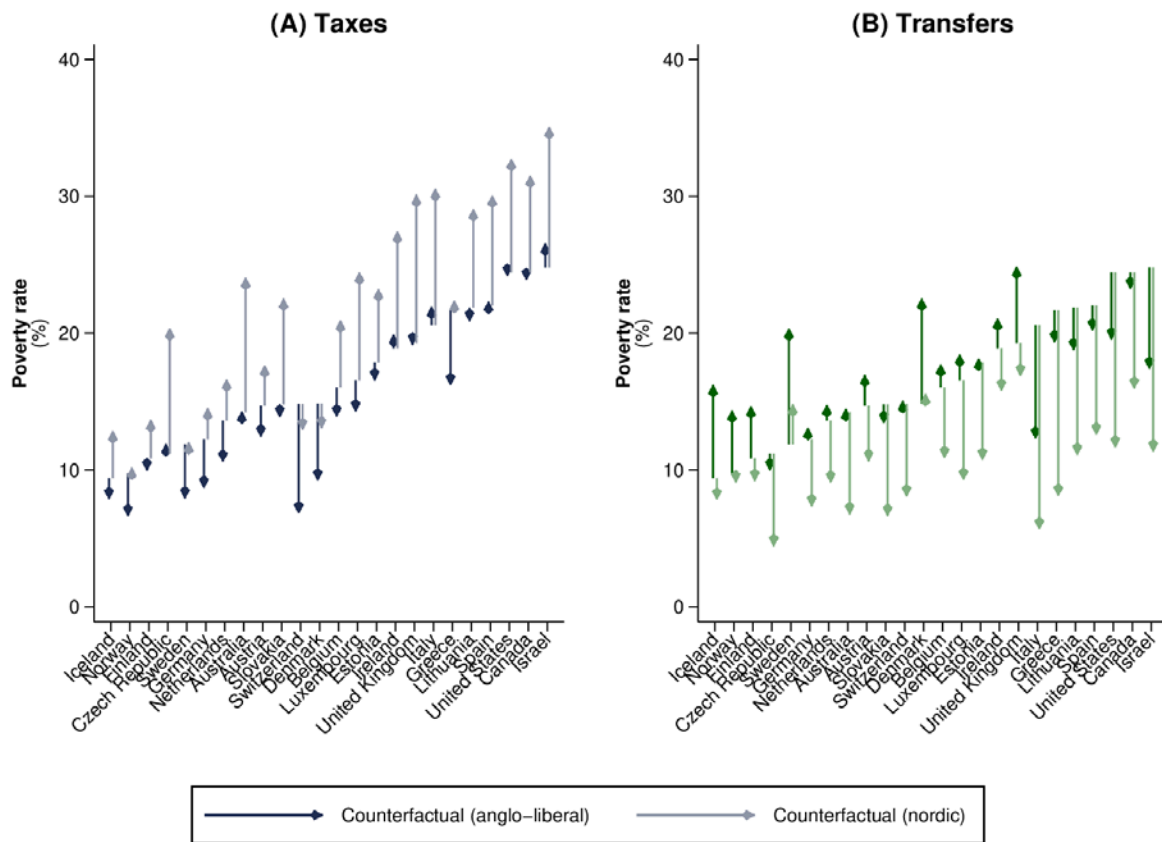 (A) Taxes
Poverty rate
(%)
40
30
20
10
0
Iceland
Norway
Finland
Czech Republic
Sweden
Germany
Netherlands
Australia
Austria
Slovakia
Switzerland
Denmark
Belgium
Luxembourg
Estonia
Ireland
United Kingdom
Italy
Greece
Lithuania
Spain
United States
Canada
Israel
(B) Transfers
Poverty rate
(%)
40
30
20
10
0
Iceland
Norway
Finland
Czech Republic
Sweden
Germany
Netherlands
Australia
Austria
Slovakia
Switzerland
Denmark
Belgium
Luxembourg
Estonia
Ireland
United Kingdom
Italy
Greece
Lithuania
Spain
United States
Canada
Israel
Counterfactual (anglo−liberal)
Counterfactual (nordic)